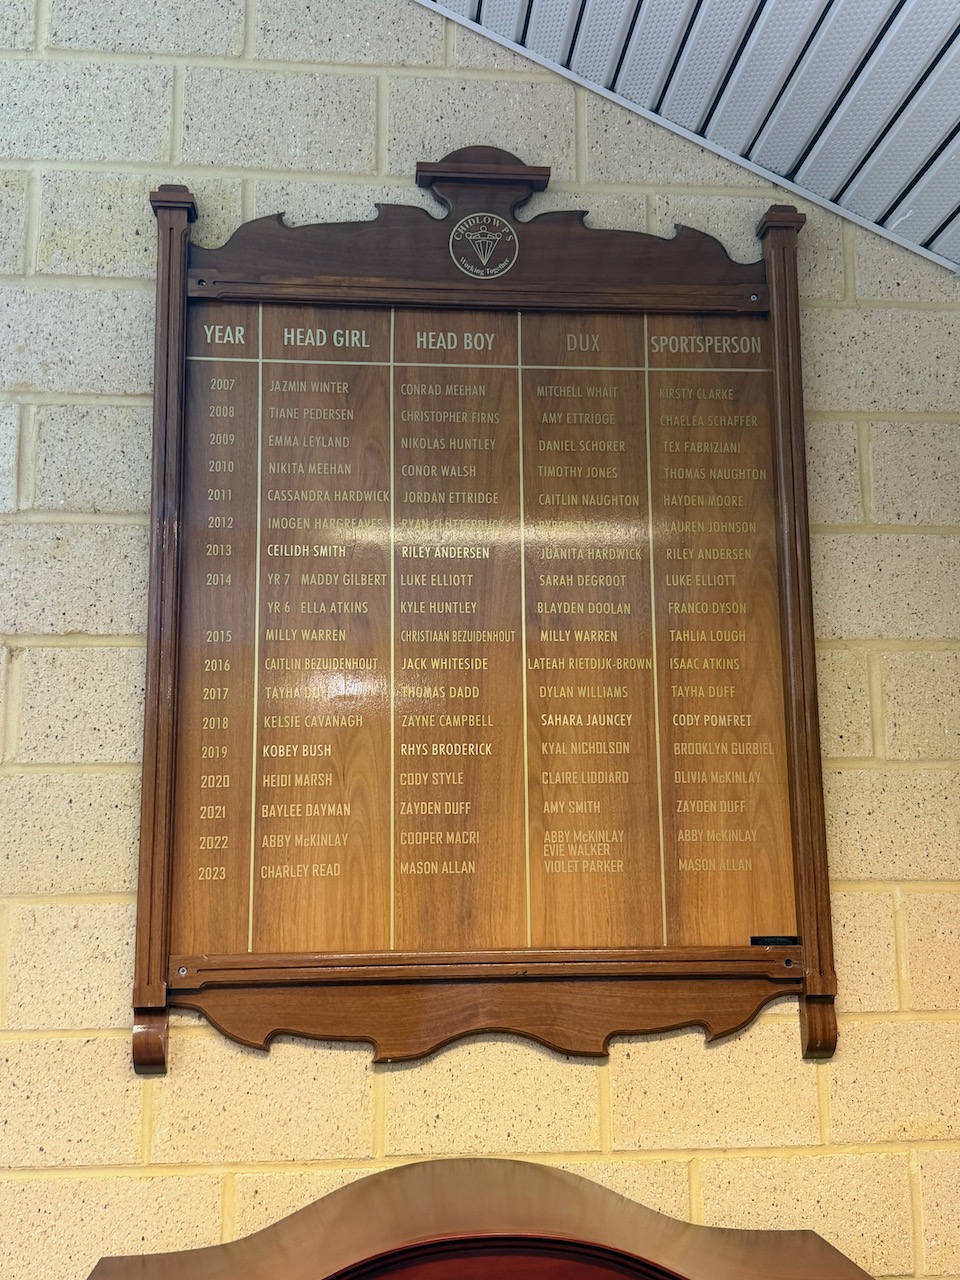 CHIDLOW P.S
Working Together
YEAR HEAD GIRL HEAD BOY DUX SPORTSPERSON
2007 JAZMIN WINTER CONRAD MEEHAN MITCHELL WHAIT KIRSTY CLARKE
2008 TIANE PEDERSEN CHRISTOPHER FIRNS AMY ETTRIDGE CHAELEA SCHAFFER
2009 EMMA LEYLAND NIKOLAS HUNTLEY DANIEL SCHORER TEX FABRIZIANI
2010 NIKITA MEEHAN CONOR WALSH TIMOTHY JONES THOMAS NAUGHTON
2011 CASSANDRA HARDWICK JORDAN ETTRIDGE CAITLIN NAUGHTON HAYDEN MOORE
2012 IMOGEN HARGREAVES RYAN CLUTTERBUCK LAUREN JOHNSON
2013 CEILIDH SMITH RILEY ANDERSEN JUANITA HARDWICK RILEY ANDERSEN
2014 YR 7 MADDY GILBERT LUKE ELLIOTT SARAH DEGROOT LUKE ELLIOTT
YR 6 ELLA ATKINS KYLE HUNTLEY BLAYDEN DOOLAN FRANCO DYSON
2015 MILLY WARREN CHRISTIAAN BEZUIDENHOUT MILLY WARREN TAHLIA LOUGH
2016 CAITLIN BEZUIDENHOUT JACK WHITESIDE LATEAH RIETDIJK-BROWN ISAAC ATKINS
2017 TAYHA DUFF THOMAS DADD DYLAN WILLIAMS TAYHA DUFF
2018 KELSIE CAVANAGH ZAYNE CAMPBELL SAHARA JAUNCEY CODY POMFRET
2019 KOBEY BUSH RHYS BRODERICK KYAL NICHOLSON BROOKLYN GURBIEL
2020 HEIDI MARSH CODY STYLE CLAIRE LIDDIARD OLIVIA McKINLAY
2021 BAYLEE DAYMAN ZAYDEN DUFF AMY SMITH ZAYDEN DUFF
2022 ABBY McKINLAY COOPER MACRI ABBY McKINLAY ABBY McKINLAY
EVIE WALKER
2023 CHARLEY READ MASON ALLAN VIOLET PARKER MASON ALLAN